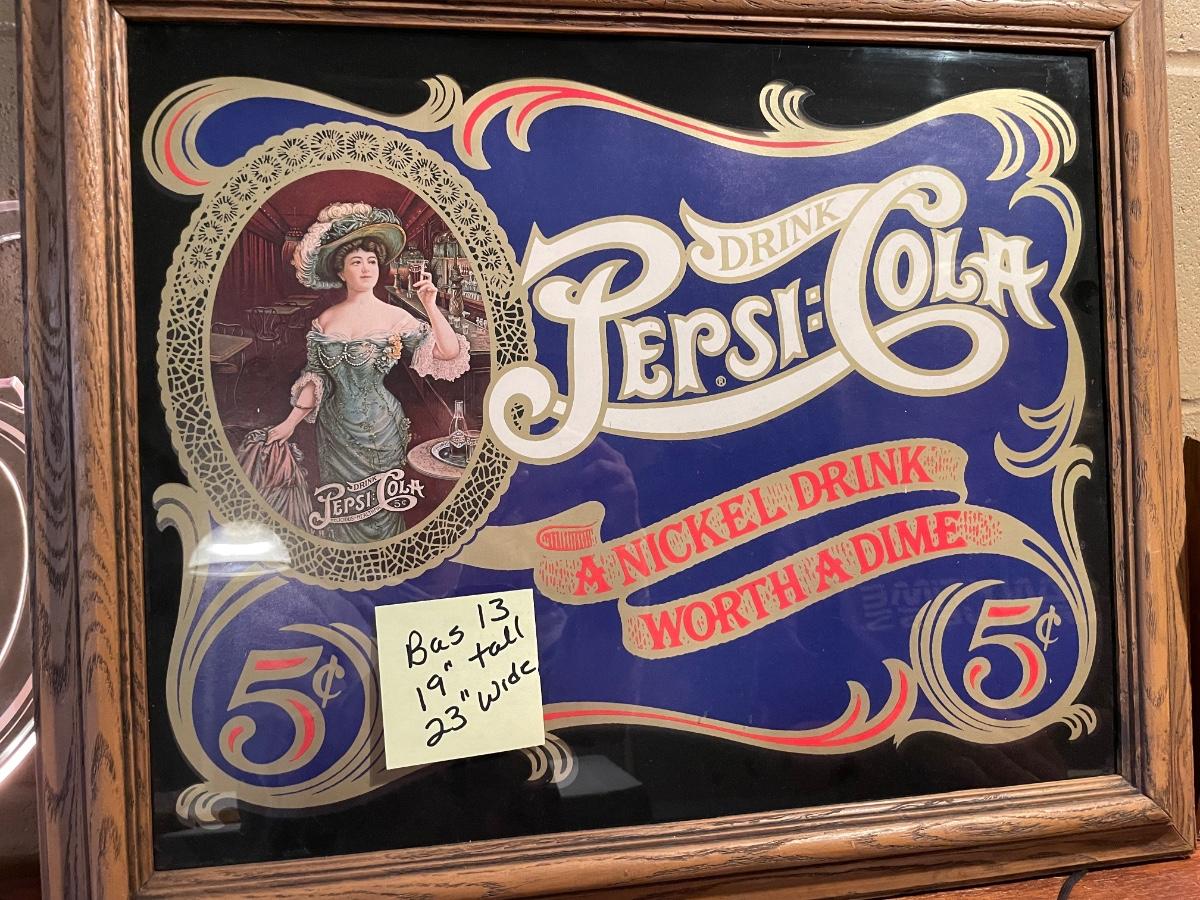 DRINK
PEPSI:COLA
®
DRINK
PEPSI:COLA
5¢
A NICKEL DRINK
WORTH A DIME
5¢
5¢
Bas 13
19" tall
23" wide